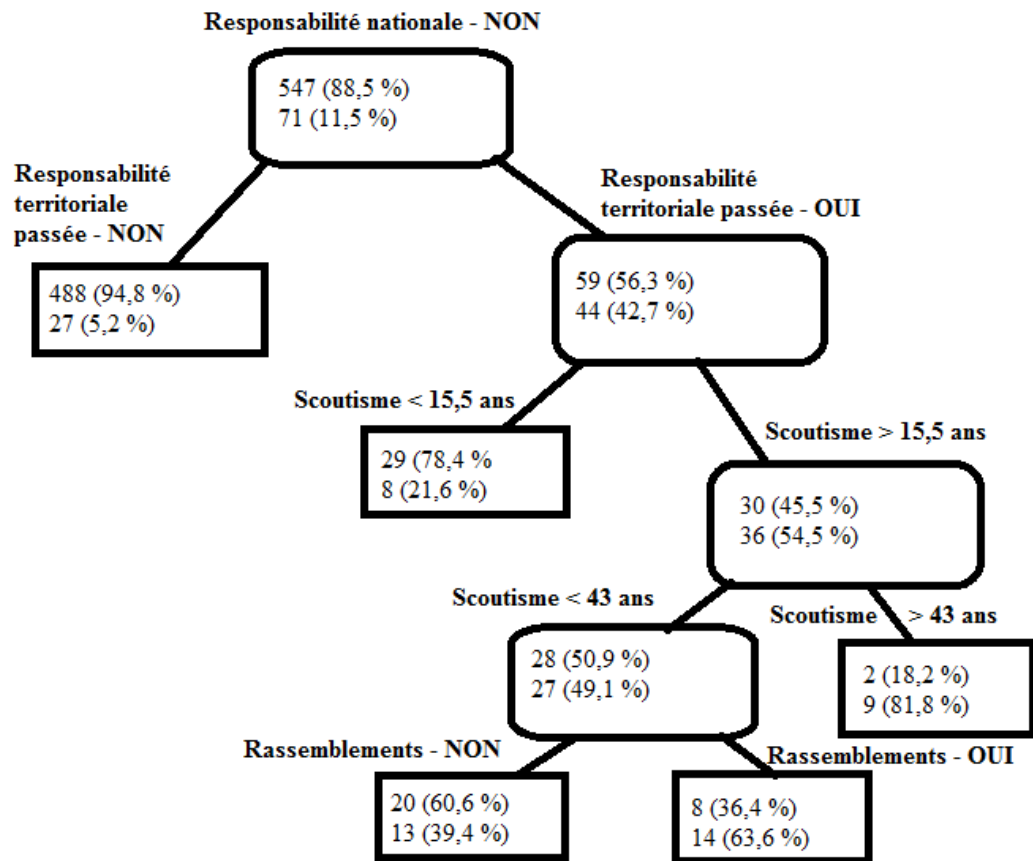 Responsabilité nationale - NON
547 (88,5 %)
71 (11,5 %)
Responsabilité
territoriale
passée - NON
Responsabilité
territoriale passée - OUI
488 (94,8 %)
27 (5,2 %)
59 (56,3 %)
44 (42,7 %)
Scoutisme < 15,5 ans
Scoutisme > 15,5 ans
29 (78,4 %
8 (21,6 %)
30 (45,5 %)
36 (54,5 %)
Scoutisme < 43 ans
Scoutisme > 43 ans
28 (50,9 %)
27 (49,1 %)
2 (18,2 %)
9 (81,8 %)
Rassemblements - NON
Rassemblements - OUI
20 (60,6 %)
13 (39,4 %)
8 (36,4 %)
14 (63,6 %)